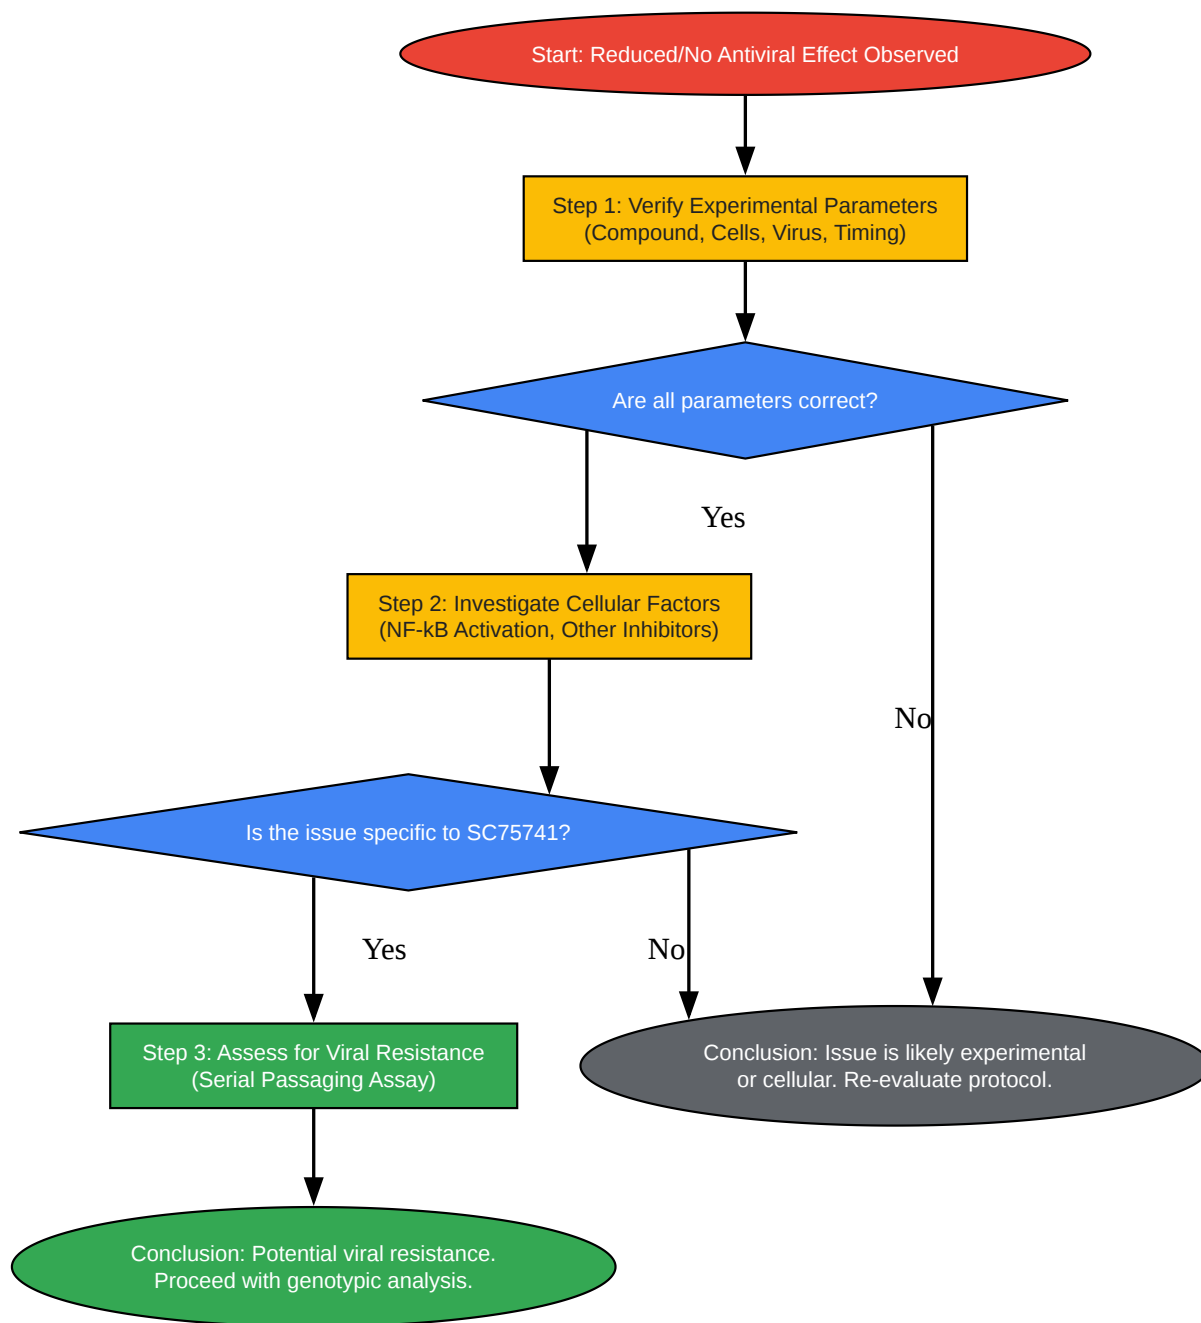 Start: Reduced/No Antiviral Effect Observed
Step 1: Verify Experimental Parameters
(Compound, Cells, Virus, Timing)
Are all parameters correct?
Yes
Step 2: Investigate Cellular Factors
(NF-kB Activation, Other Inhibitors)
No
Is the issue specific to SC75741?
Yes
No
Step 3: Assess for Viral Resistance
(Serial Passaging Assay)
Conclusion: Issue is likely experimental
or cellular. Re-evaluate protocol.
Conclusion: Potential viral resistance.
Proceed with genotypic analysis.